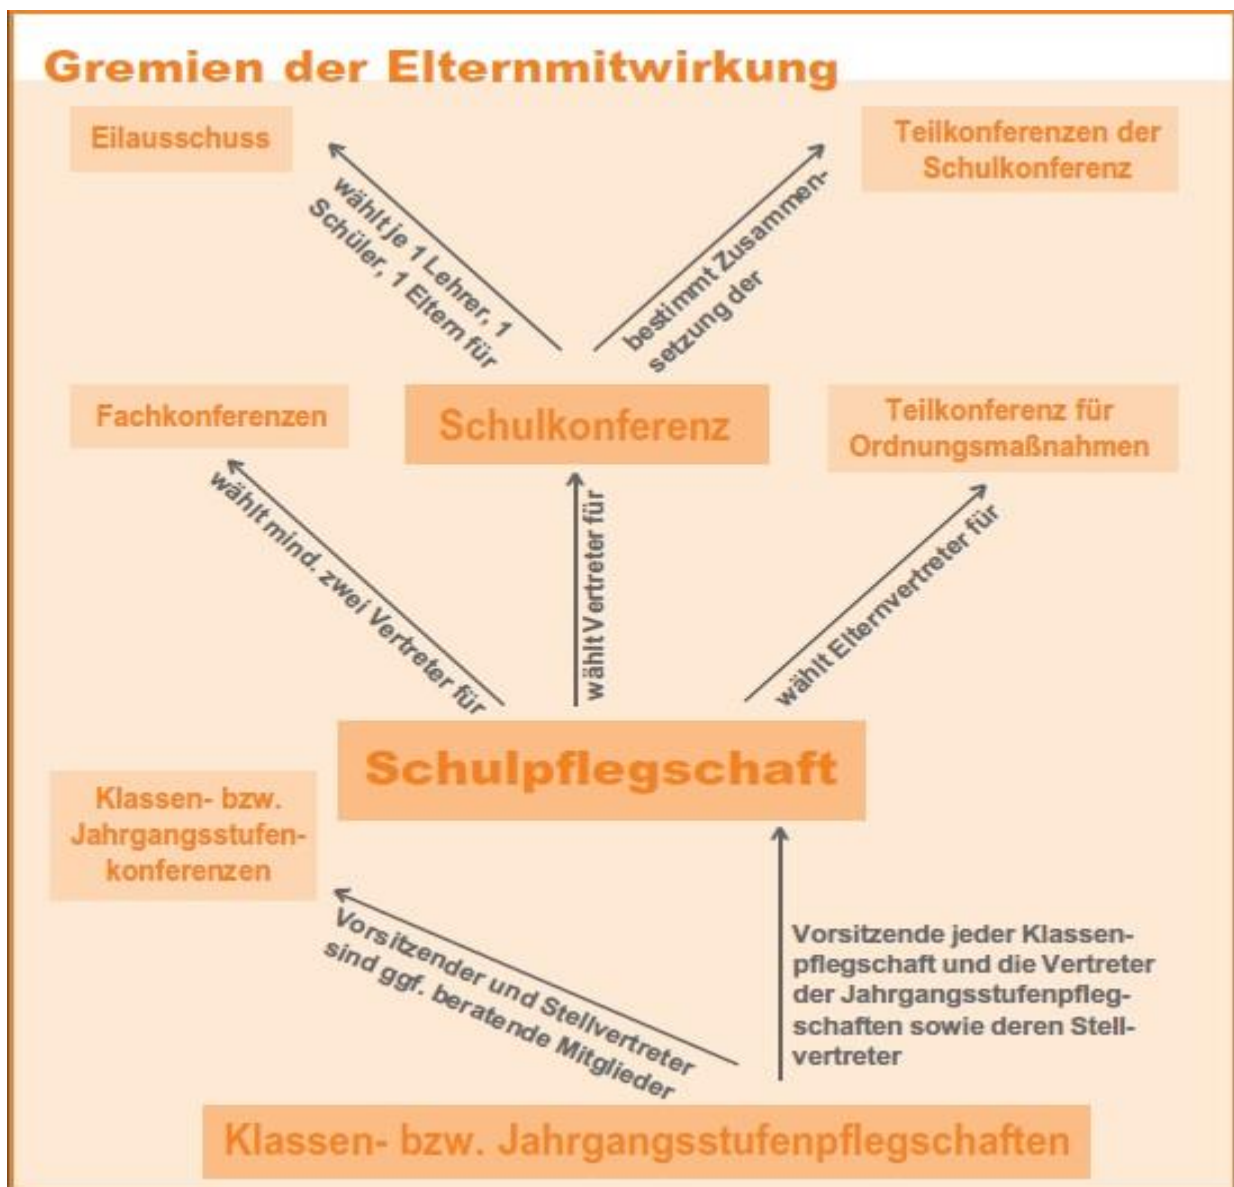 Gremien der Elternmitwirkung
Eilausschuss
Teilkonferenzen der
Schulkonferenz
wählt je 1 Lehrer, 1
Schüler, 1 Eltern für
bestimmt Zusammen-
setzung der
Fachkonferenzen
Schulkonferenz
Teilkonferenz für
Ordnungsmaßnahmen
wählt mind. zwei Vertreter für
wählt Vertreter für
wählt Elternvertreter für
Schulpflegschaft
Klassen- bzw.
Jahrgangsstufen-
konferenzen
Vorsitzender und Stellvertreter
sind ggf. beratende Mitglieder
Vorsitzende jeder Klassen-
pflegschaft und die Vertreter
der Jahrgangsstufenpfleg-
schaften sowie deren Stell-
vertreter
Klassen- bzw. Jahrgangsstufenpflegschaften